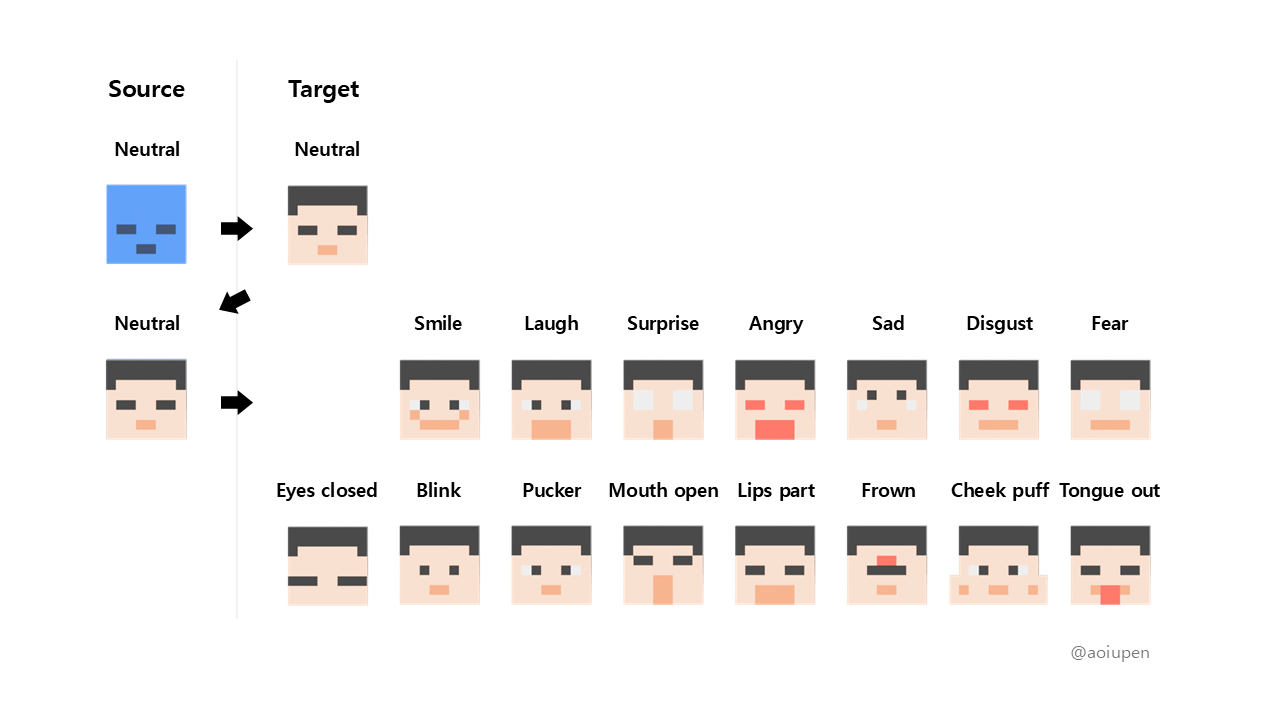 Source Target
Neutral Neutral
Neutral Smile Laugh Surprise Angry Sad Disgust Fear
Eyes closed Blink Pucker Mouth open Lips part Frown Cheek puff Tongue out
@aoiupen